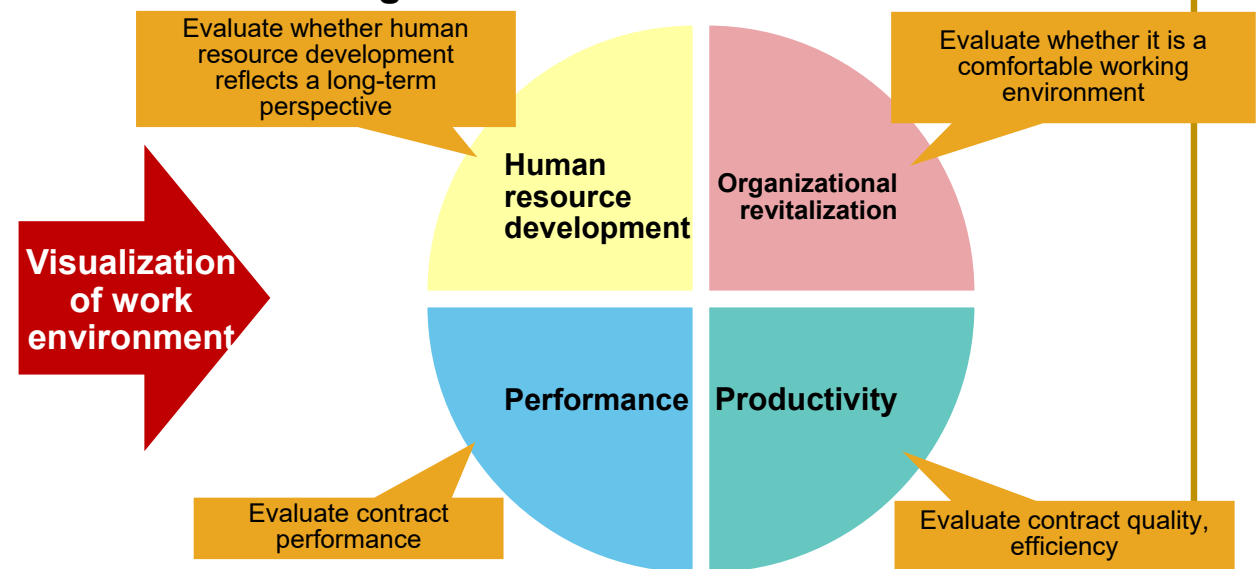 Evaluate whether human
resource development
reflects a long-term
perspective
Evaluate whether it is a
comfortable working
environment
Human
resource
development
Organizational
revitalization
Visualization
of work
environment
Performance
Productivity
Evaluate contract
performance
Evaluate contract quality,
efficiency